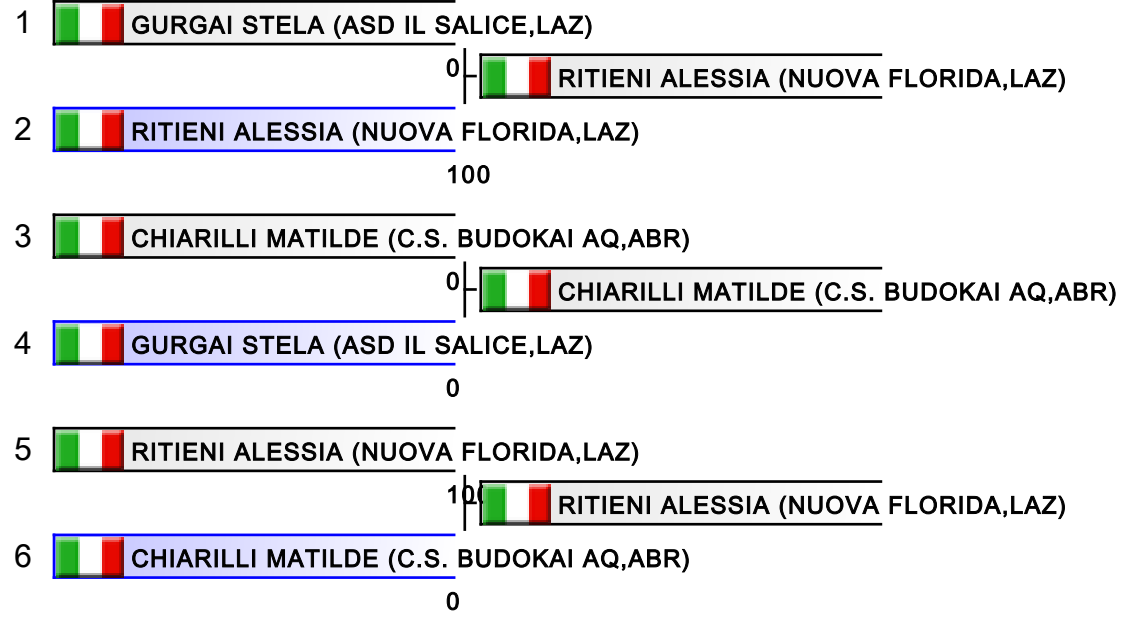 1 GURGAI STELA (ASD IL SALICE,LAZ)
0 RITIENI ALESSIA (NUOVA FLORIDA,LAZ)
2 RITIENI ALESSIA (NUOVA FLORIDA,LAZ)
100
3 CHIARILLI MATILDE (C.S. BUDOKAI AQ,ABR)
0 CHIARILLI MATILDE (C.S. BUDOKAI AQ,ABR)
4 GURGAI STELA (ASD IL SALICE,LAZ)
0
5 RITIENI ALESSIA (NUOVA FLORIDA,LAZ)
100 RITIENI ALESSIA (NUOVA FLORIDA,LAZ)
6 CHIARILLI MATILDE (C.S. BUDOKAI AQ,ABR)
0